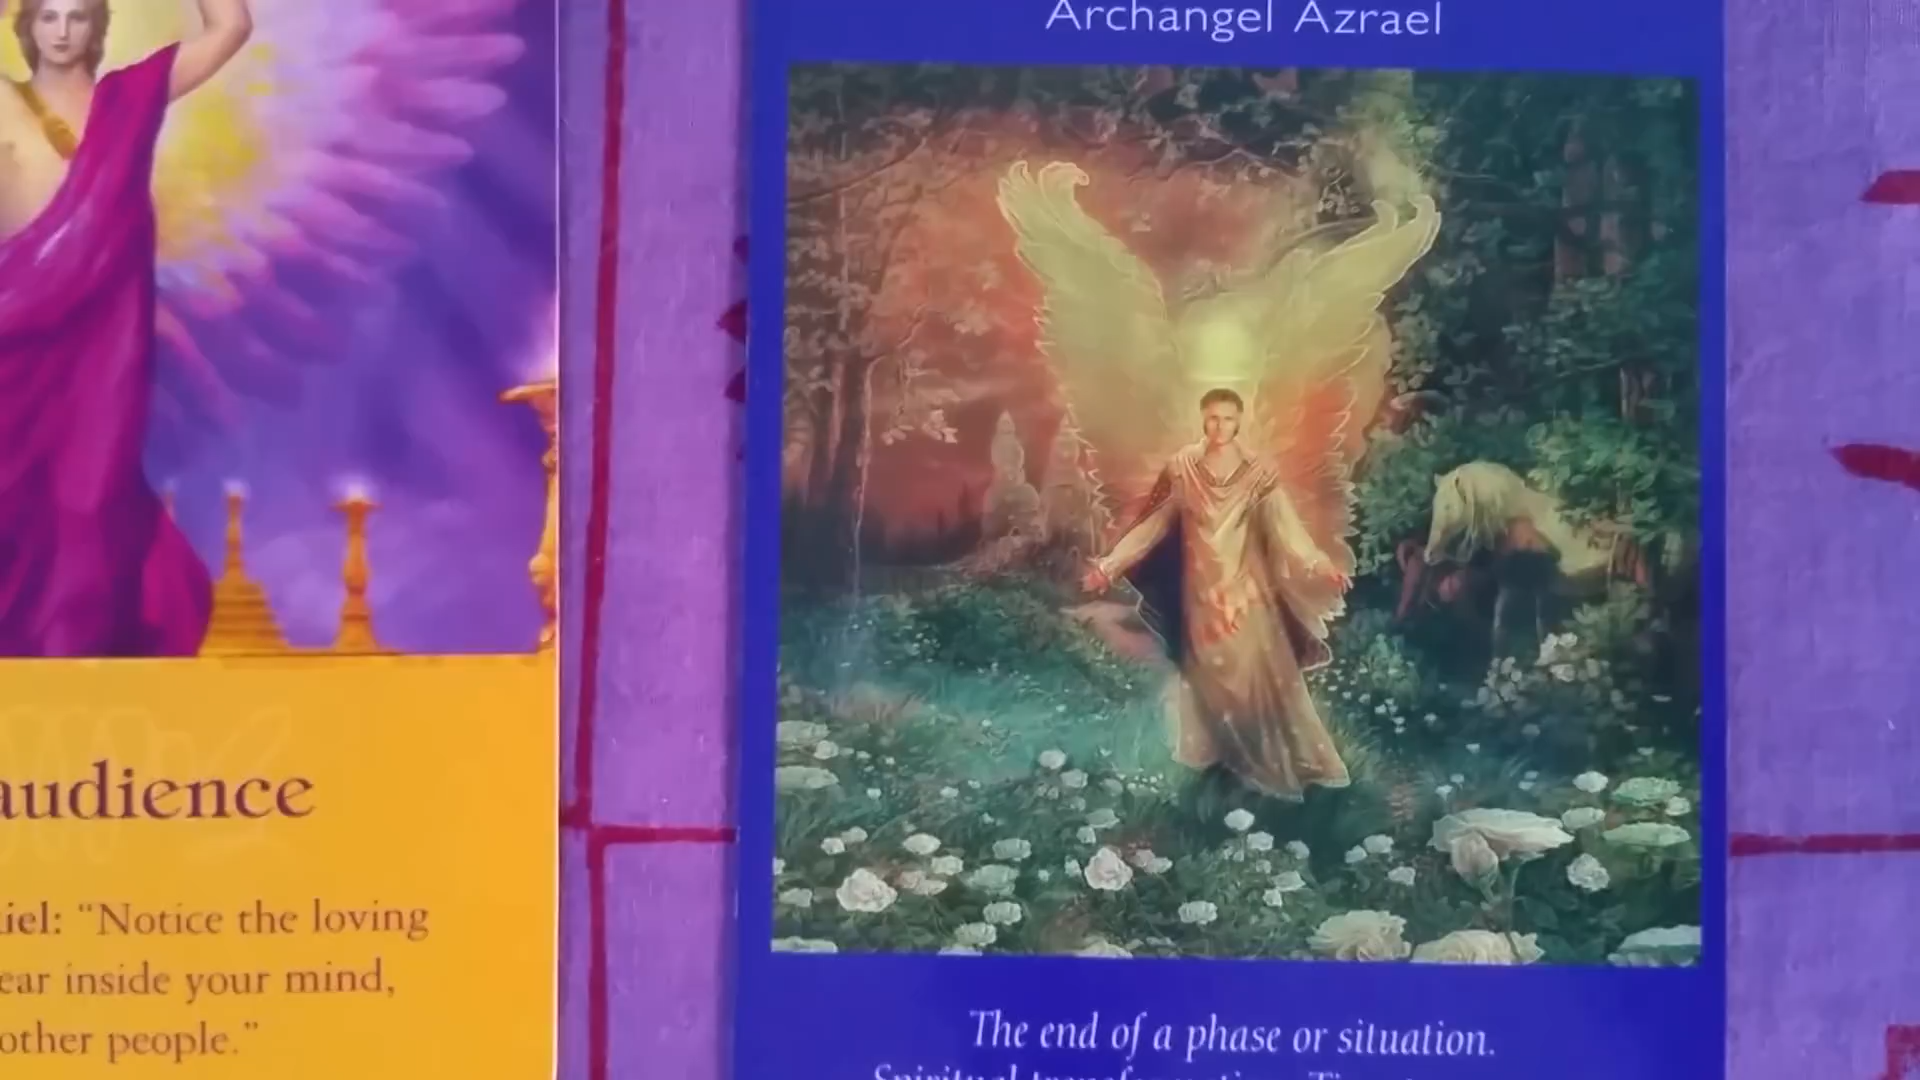 audience
iel: “Notice the loving
ear inside your mind,
other people.”
Archangel Azrael
The end of a phase or situation.
Spiritual